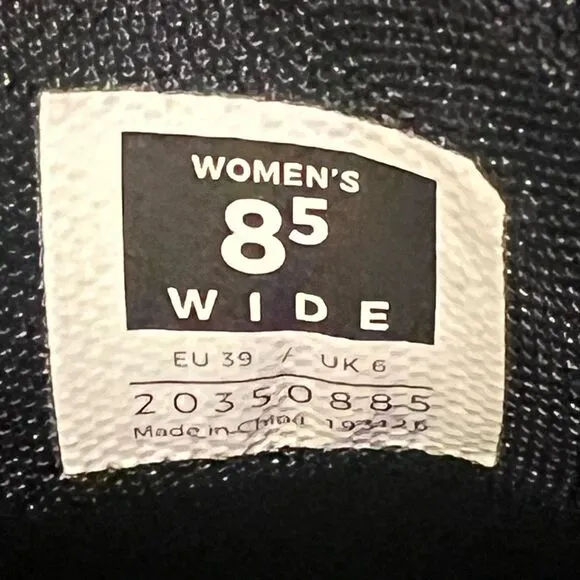 WOMEN'S
8⁵
WIDE
EU 39 / UK 6
20350885
Made in China